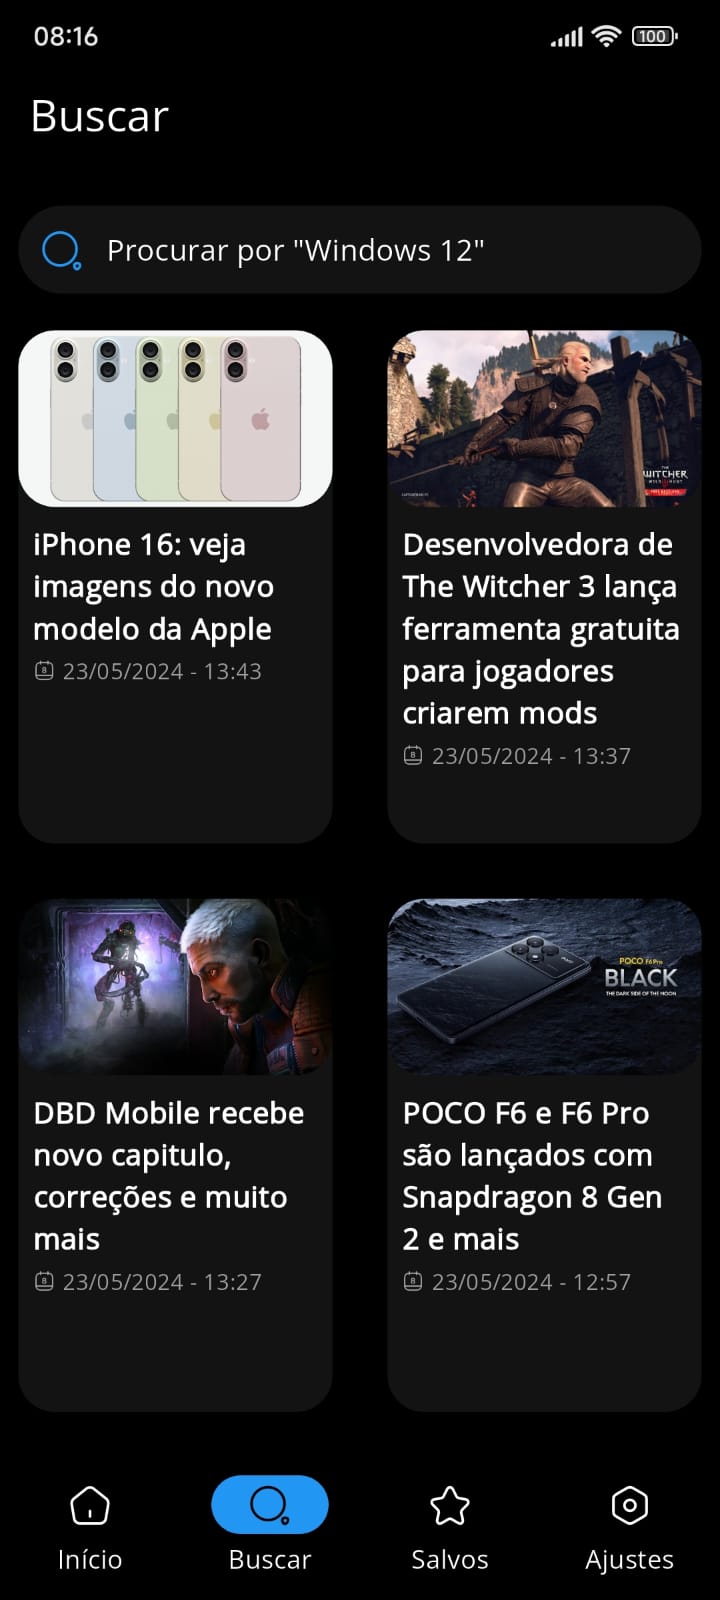 08:16
100
Buscar
Procurar por "Windows 12"
iPhone 16: veja
imagens do novo
modelo da Apple
23/05/2024 - 13:43
THE
WITCHER
WILD HUNT
Desenvolvedora de
The Witcher 3 lança
ferramenta gratuita
para jogadores
criarem mods
23/05/2024 - 13:37
DBD Mobile recebe
novo capitulo,
correções e muito
mais
23/05/2024 - 13:27
POCO F6 Pro
BLACK
THE DARK SIDE OF THE MOON
POCO F6 e F6 Pro
são lançados com
Snapdragon 8 Gen
2 e mais
23/05/2024 - 12:57
Início
Buscar
Salvos
Ajustes